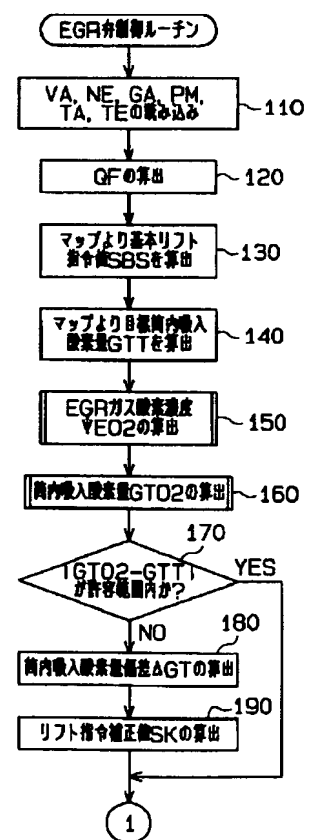 EGR弁制御ルーチン
VA, NE, GA, PM,
TA, TEの読み込み
110
QFの算出
120
マップより基本リフト
指令値SBSを算出
130
マップより目標筒内吸入
酸素量GTTを算出
140
EGRガス酸素濃度
ΨEO2の算出
150
筒内吸入酸素量GTO2の算出
160
170
|GTO2-GTT|
が許容範囲内か?
YES
NO
180
筒内吸入酸素量偏差ΔGTの算出
190
リフト指令補正値SKの算出
1